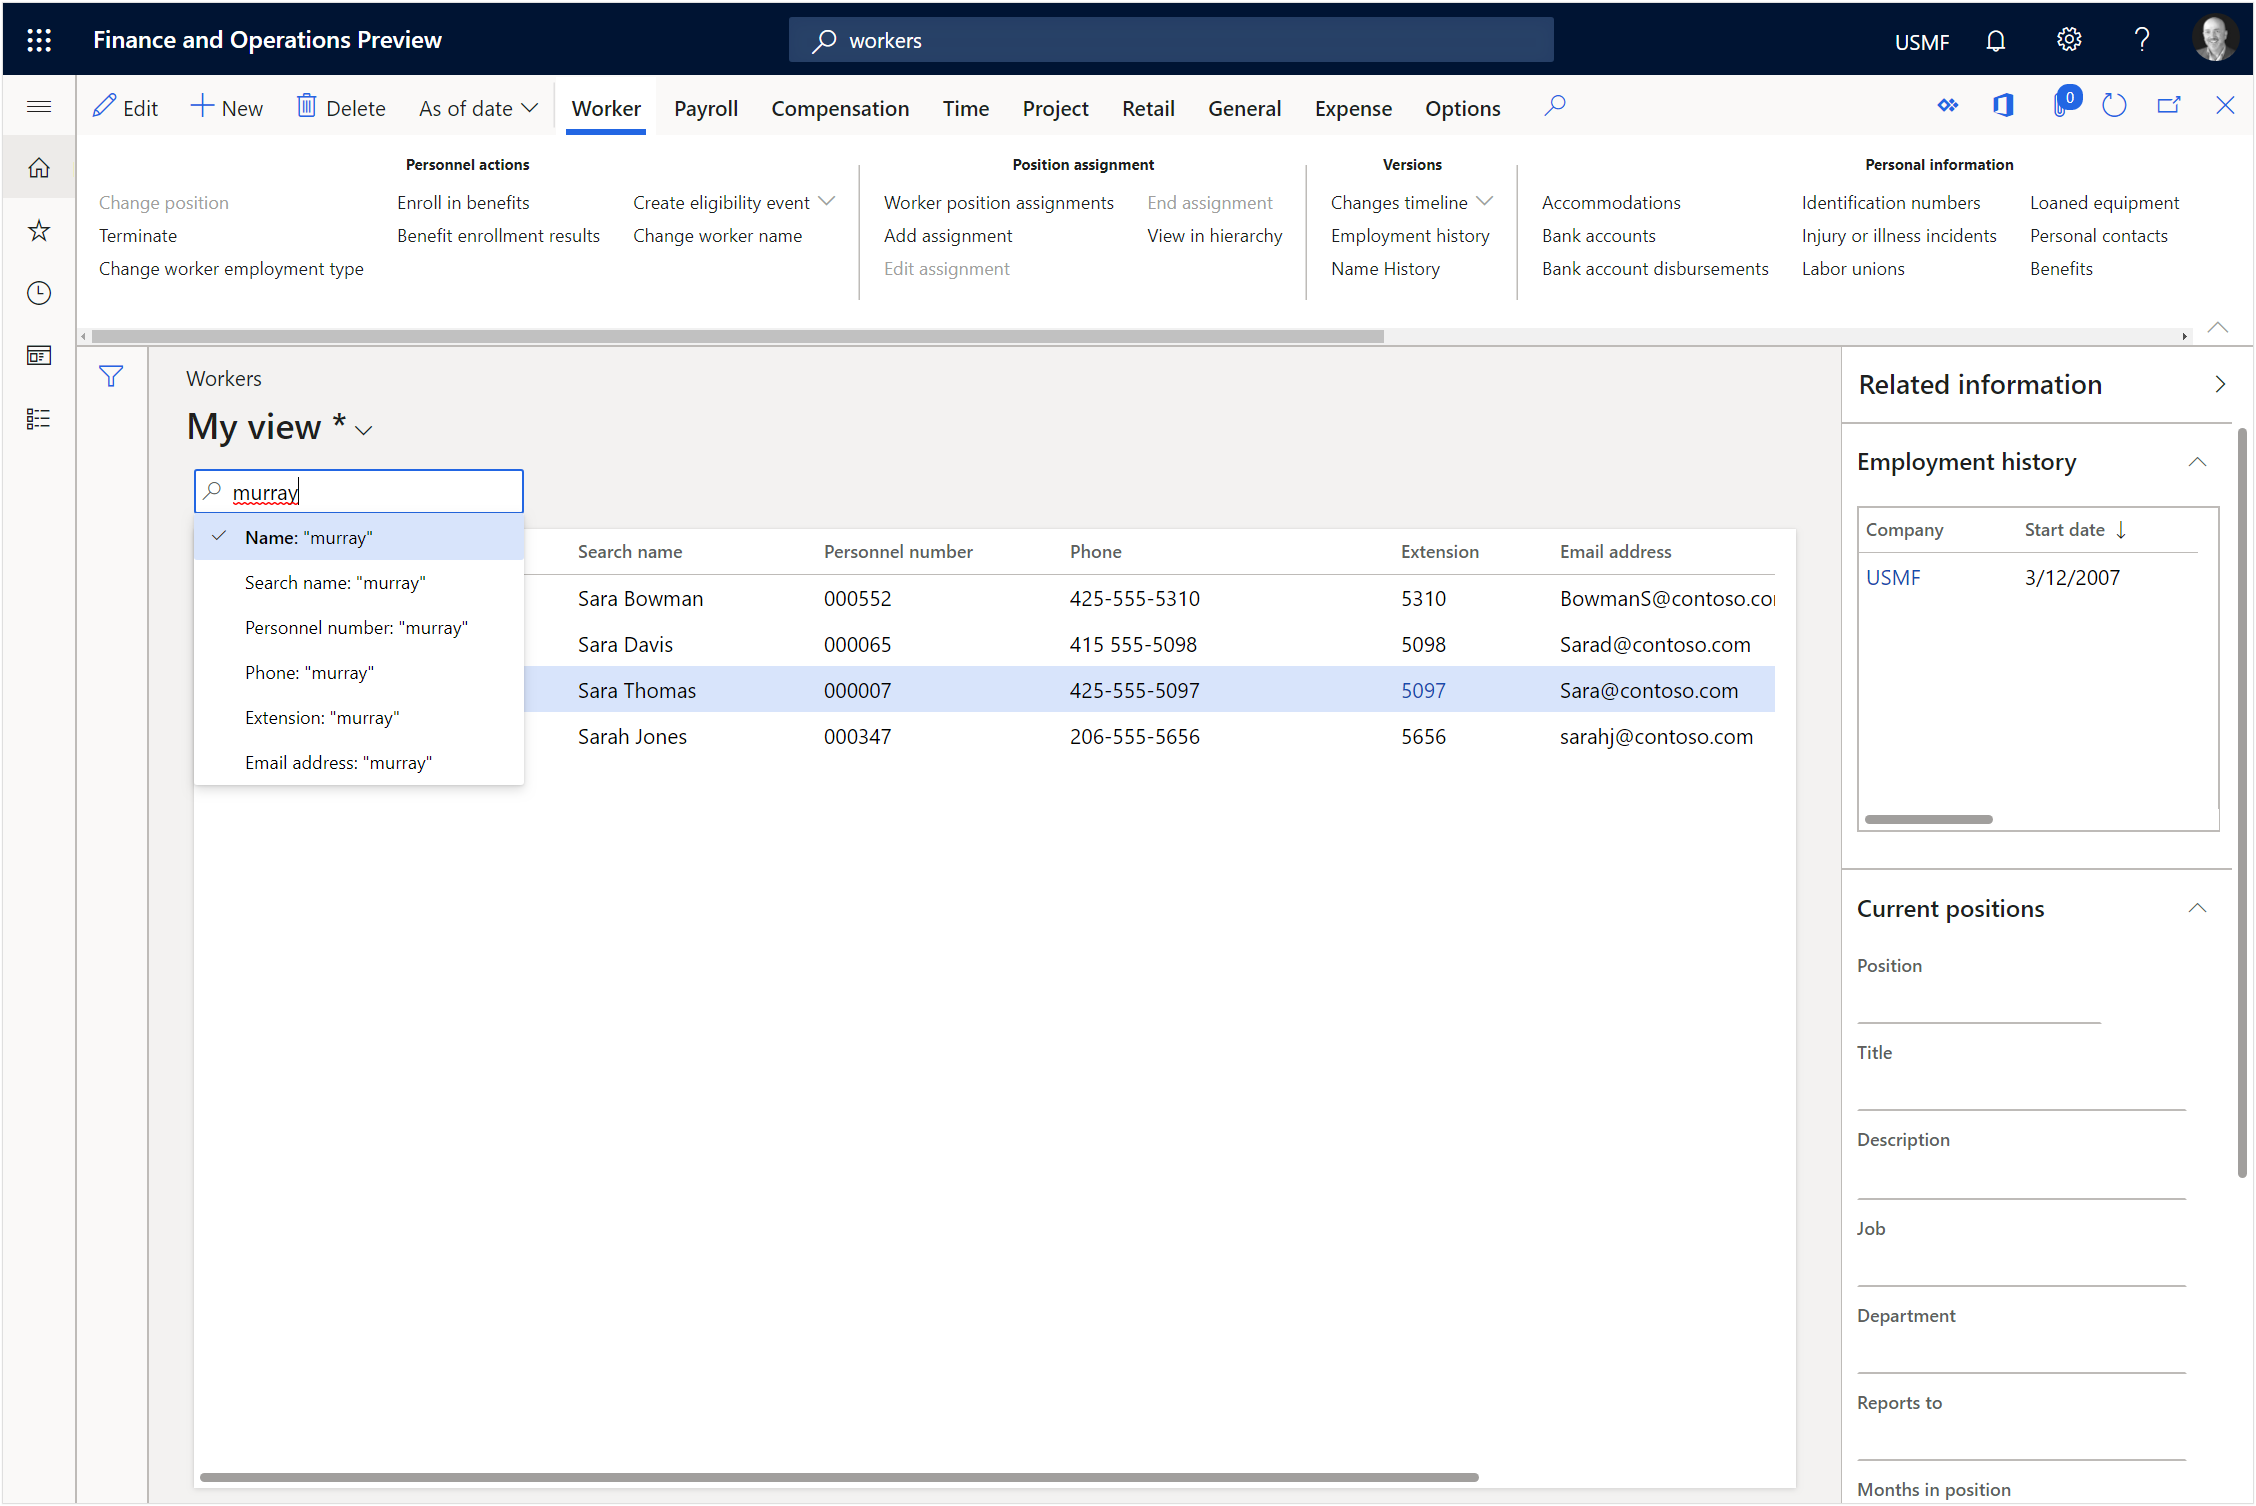 Finance and Operations Preview
workers
USMF
?
Edit
New
Delete
As of date
Worker
Payroll
Compensation
Time
Project
Retail
General
Expense
Options
0
Personnel actions
Change position
Terminate
Change worker employment type
Enroll in benefits
Benefit enrollment results
Create eligibility event
Change worker name
Position assignment
Worker position assignments
Add assignment
Edit assignment
End assignment
View in hierarchy
Versions
Changes timeline
Employment history
Name History
Personal information
Accommodations
Bank accounts
Bank account disbursements
Identification numbers
Injury or illness incidents
Labor unions
Loaned equipment
Personal contacts
Benefits
Workers
My view *
murray
Name: "murray"
Search name: "murray"
Personnel number: "murray"
Phone: "murray"
Extension: "murray"
Email address: "murray"
Search name Personnel number Phone Extension Email address
Sara Bowman 000552 425-555-5310 5310 BowmanS@contoso.co
Sara Davis 000065 415 555-5098 5098 Sarad@contoso.com
Sara Thomas 000007 425-555-5097 5097 Sara@contoso.com
Sarah Jones 000347 206-555-5656 5656 sarahj@contoso.com
Related information
Employment history
Company Start date
USMF 3/12/2007
Current positions
Position
Title
Description
Job
Department
Reports to
Months in position